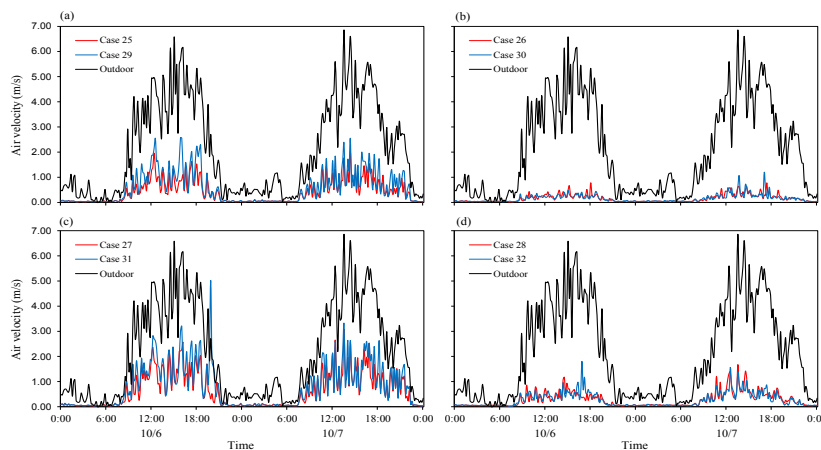 (a)
(b)
7.00
6.00
5.00
4.00
3.00
2.00
1.00
0.00
Air velocity (m/s)
Case 25
Case 29
Outdoor
Case 26
Case 30
Outdoor
(c)
(d)
7.00
6.00
5.00
4.00
3.00
2.00
1.00
0.00
Air velocity (m/s)
Case 27
Case 31
Outdoor
Case 28
Case 32
Outdoor
0:00 6:00 12:00 18:00 0:00 6:00 12:00 18:00 0:00
10/6 10/7
Time
0:00 6:00 12:00 18:00 0:00 6:00 12:00 18:00 0:00
10/6 10/7
Time